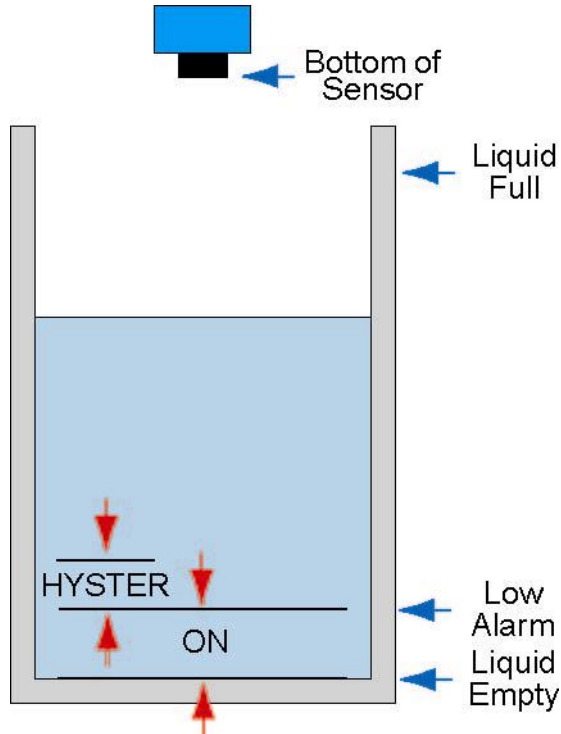 Bottom of
Sensor
Liquid
Full
HYSTER
ON
Low
Alarm
Liquid
Empty